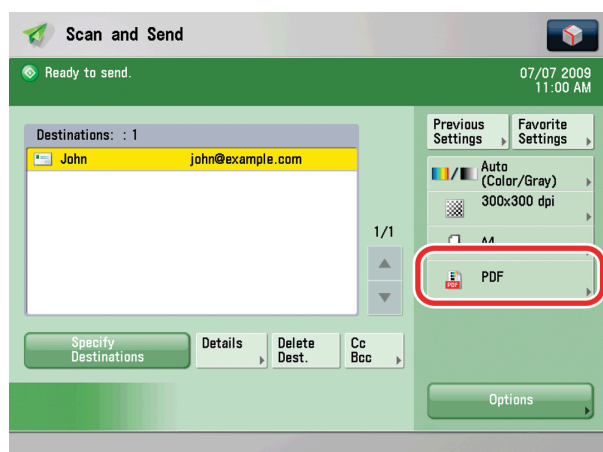 Scan and Send
Ready to send.
07/07 2009
11:00 AM
Destinations: : 1
John john@example.com
1/1
Previous Settings
Favorite Settings
Auto
(Color/Gray)
300x300 dpi
A4
PDF
PDF
Specify
Destinations
Details
Delete
Dest.
Cc
Bcc
Options